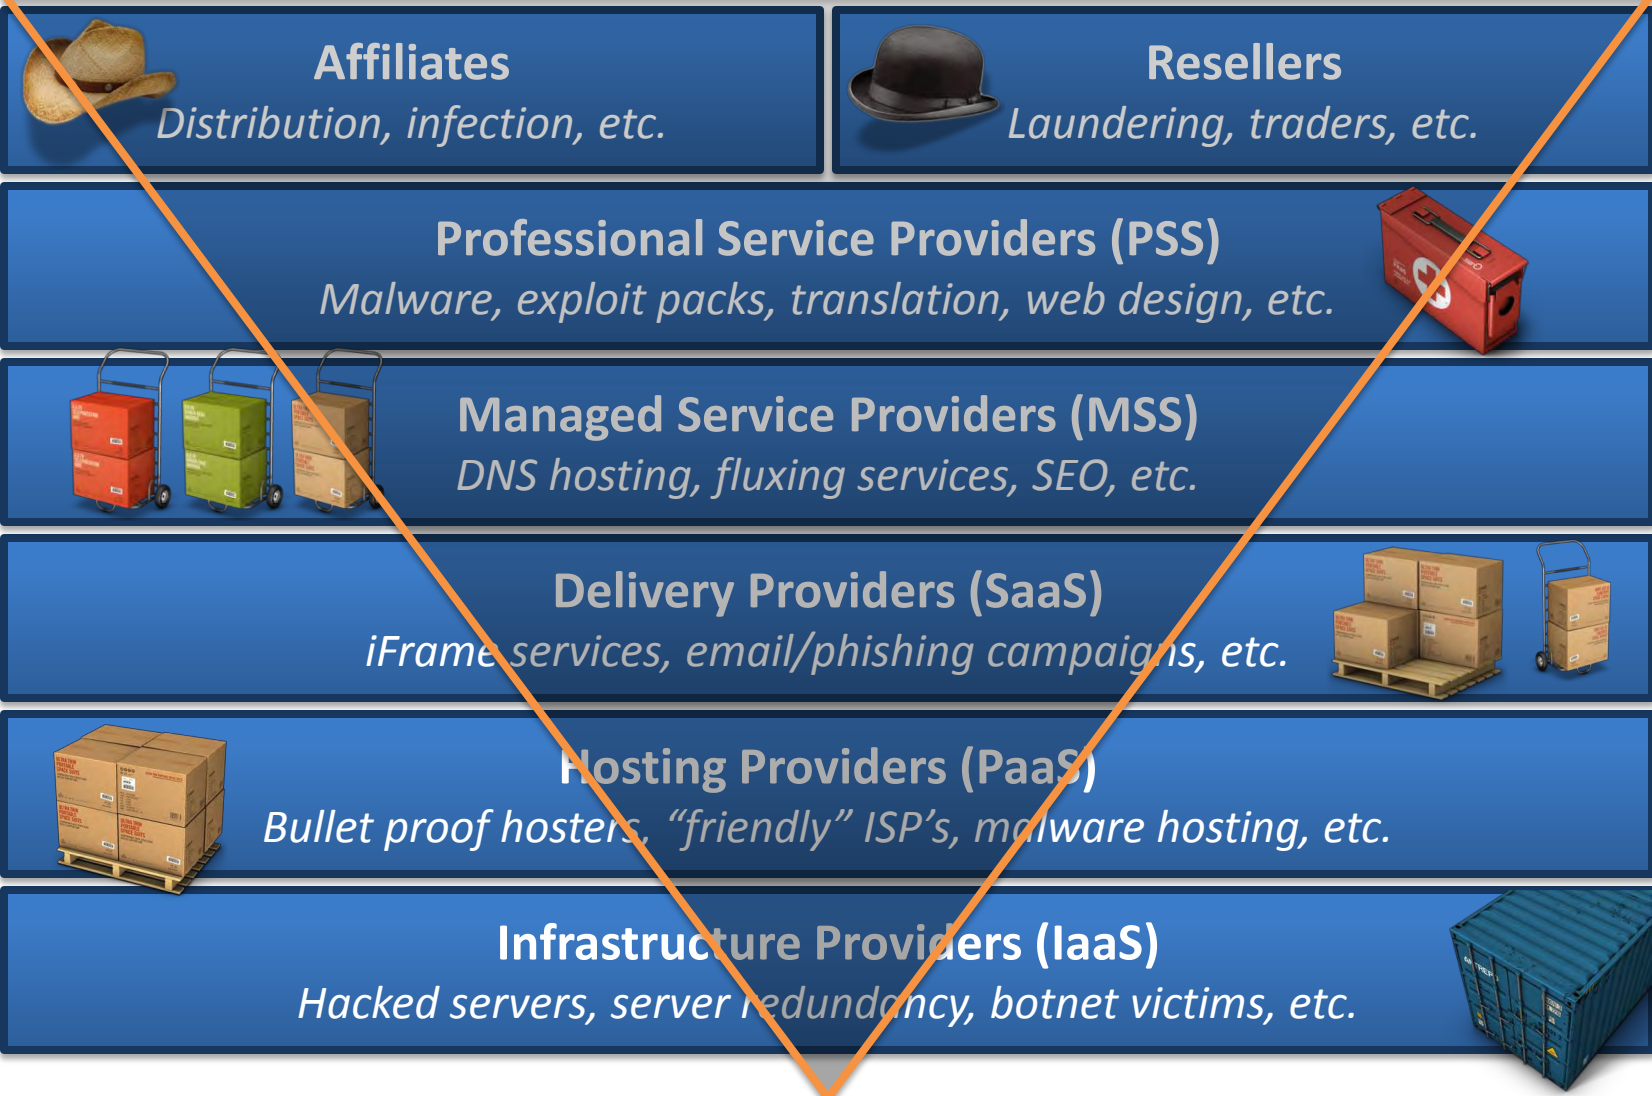 Affiliates
Distribution, infection, etc.
Resellers
Laundering, traders, etc.
Professional Service Providers (PSS)
Malware, exploit packs, translation, web design, etc.
Managed Service Providers (MSS)
DNS hosting, fluxing services, SEO, etc.
Delivery Providers (SaaS)
iFrame services, email/phishing campaigns, etc.
Hosting Providers (PaaS)
Bullet proof hosters, “friendly” ISP’s, malware hosting, etc.
Infrastructure Providers (IaaS)
Hacked servers, server redundancy, botnet victims, etc.